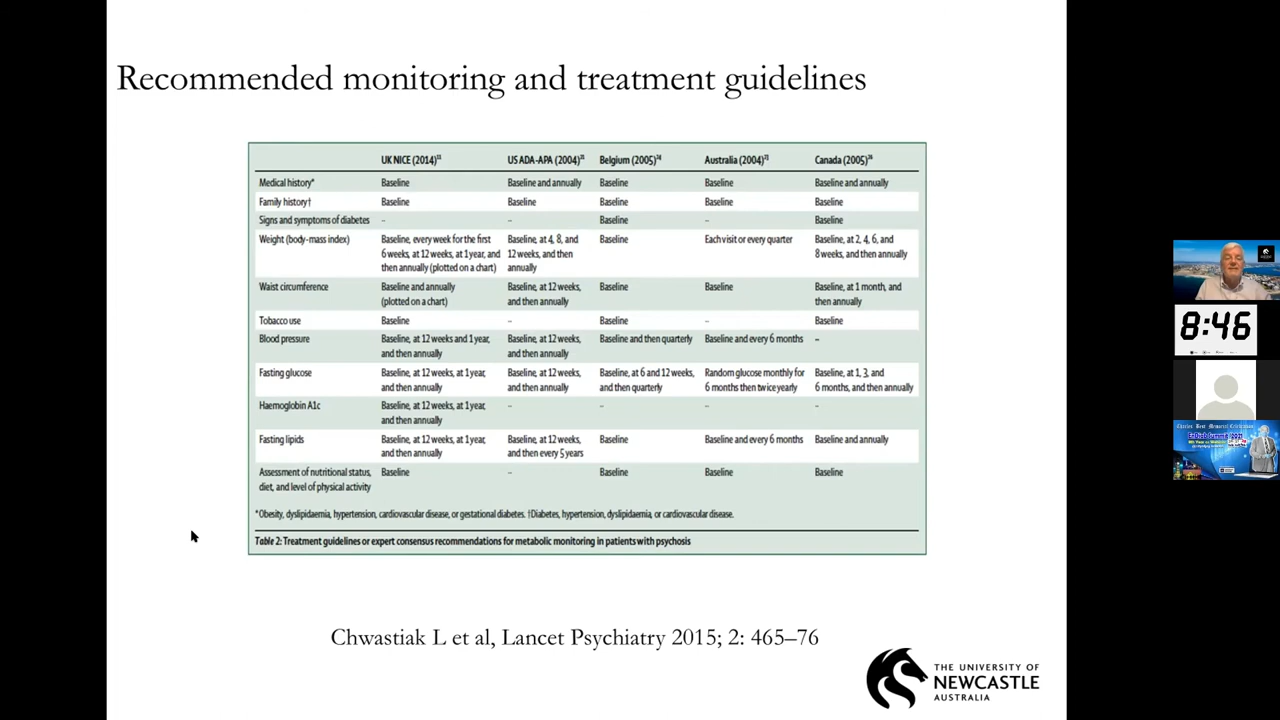 Recommended monitoring and treatment guidelines
UK NICE (2014)¹¹ US ADA-APA (2004)²¹ Belgium (2005)²⁴ Australia (2004)²³ Canada (2005)²⁶
Medical history* Baseline Baseline and annually Baseline Baseline Baseline and annually
Family history† Baseline Baseline Baseline Baseline Baseline
Signs and symptoms of diabetes – – Baseline – Baseline
Weight (body-mass index) Baseline, every week for the first Baseline, at 4, 8, and Baseline Each visit or every quarter Baseline, at 2, 4, 6, and
6 weeks, at 12 weeks, at 1 year, and 12 weeks, and then 8 weeks, and then annually
then annually (plotted on a chart) annually
Waist circumference Baseline and annually Baseline, at 12 weeks, Baseline Baseline Baseline, at 1 month, and
(plotted on a chart) and then annually then annually
Tobacco use Baseline – Baseline – Baseline
Blood pressure Baseline, at 12 weeks and 1 year, Baseline, at 12 weeks, Baseline and then quarterly Baseline and every 6 months –
and then annually and then annually
Fasting glucose Baseline, at 12 weeks, at 1 year, Baseline, at 12 weeks, Baseline, at 6 and 12 weeks, Random glucose monthly for Baseline, at 1, 3, and
and then annually and then annually and then quarterly 6 months then twice yearly 6 months, and then annually
Haemoglobin A1c Baseline, at 12 weeks, at 1 year, – – – –
and then annually
Fasting lipids Baseline, at 12 weeks, at 1 year, Baseline, at 12 weeks, Baseline Baseline and every 6 months Baseline and annually
and then annually and then every 5 years
Assessment of nutritional status, Baseline – Baseline Baseline Baseline
diet, and level of physical activity
*Obesity, dyslipidaemia, hypertension, cardiovascular disease, or gestational diabetes. †Diabetes, hypertension, dyslipidaemia, or cardiovascular disease.
Table 2: Treatment guidelines or expert consensus recommendations for metabolic monitoring in patients with psychosis
Chwastiak L et al, Lancet Psychiatry 2015; 2: 465–76
THE UNIVERSITY OF
NEWCASTLE
AUSTRALIA
8:46
Charles Best Memorial Celebration